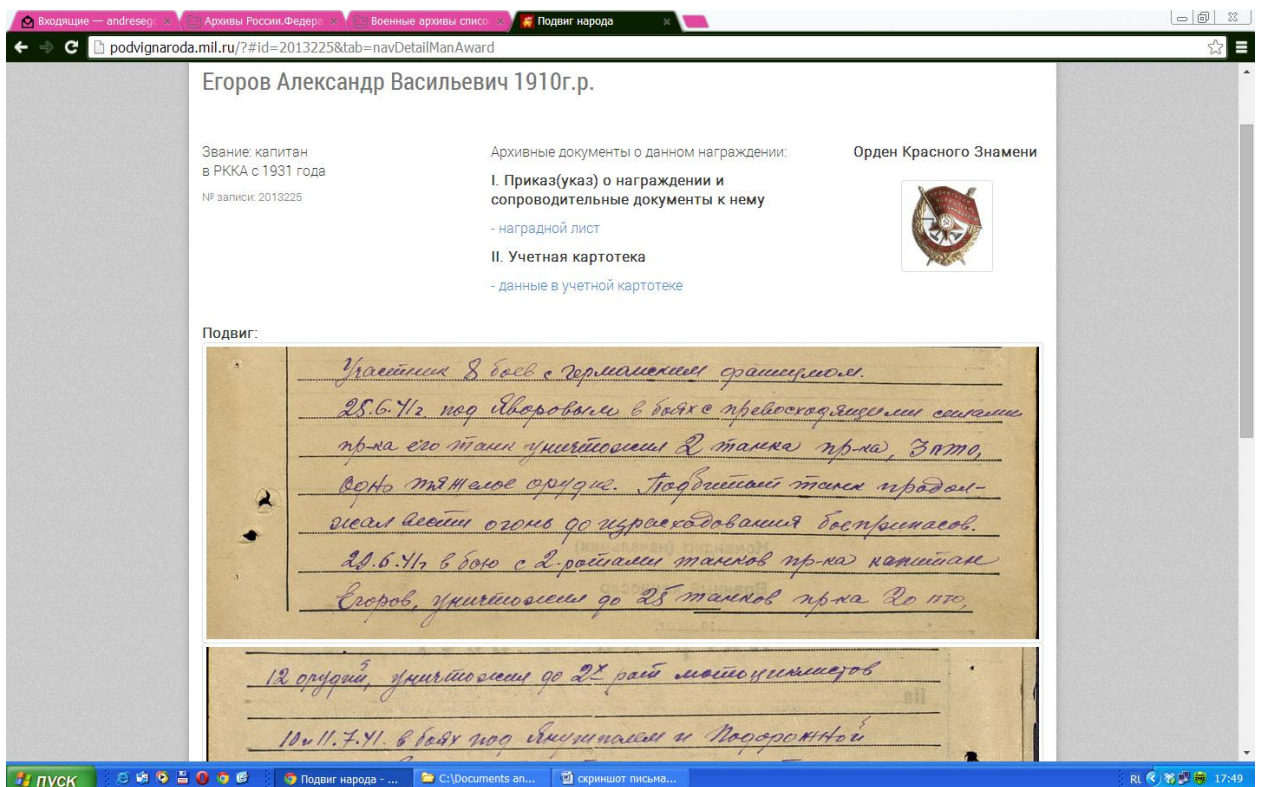 Входящие — andresego
Архивы России.Федера
Военные архивы списо
Подвиг народа
podvignaroda.mil.ru/?#id=2013225&tab=navDetailManAward
Егоров Александр Васильевич 1910г.р.
Звание: капитан
в РККА с 1931 года
№ записи: 2013225
Архивные документы о данном награждении:
I. Приказ(указ) о награждении и
сопроводительные документы к нему
- наградной лист
II. Учетная картотека
- данные в учетной картотеке
Орден Красного Знамени
Подвиг:
Участник 8 боев с германским фашизмом.
25.6.41г под Яворовым в боях с превосходящими силами
пр-ка его танк уничтожил 2 танка пр-ка, 3 пто,
одно тяжелое орудие. Подбитый танк продол-
жал вести огонь до израсходования боеприпасов.
29.6.41г в бою с 2 ротами танков пр-ка капитан
Егоров, уничтожил до 25 танков пр-ка 20 пто,
12 орудий, уничтожил до 2х рот мотоциклистов
10 и 11.7.41. в боях под Янушполем и Подорожной
пуск
Подвиг народа - ...
C:\Documents an...
скриншот письма...
RL
17:49